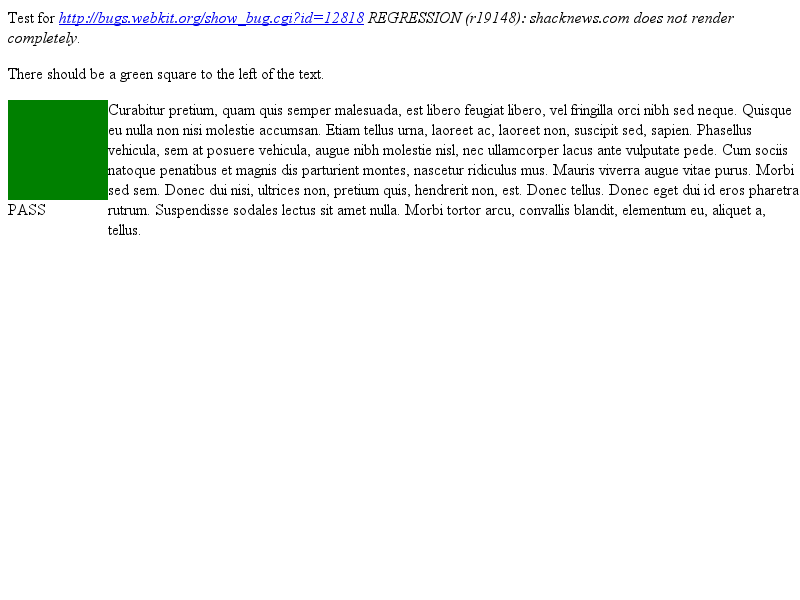 Test for http://bugs.webkit.org/show_bug.cgi?id=12818 REGRESSION (r19148): shacknews.com does not render
completely.
There should be a green square to the left of the text.
Curabitur pretium, quam quis semper malesuada, est libero feugiat libero, vel fringilla orci nibh sed neque. Quisque
eu nulla non nisi molestie accumsan. Etiam tellus urna, laoreet ac, laoreet non, suscipit sed, sapien. Phasellus
vehicula, sem at posuere vehicula, augue nibh molestie nisl, nec ullamcorper lacus ante vulputate pede. Cum sociis
natoque penatibus et magnis dis parturient montes, nascetur ridiculus mus. Mauris viverra augue vitae purus. Morbi
sed sem. Donec dui nisi, ultrices non, pretium quis, hendrerit non, est. Donec tellus. Donec eget dui id eros pharetra
rutrum. Suspendisse sodales lectus sit amet nulla. Morbi tortor arcu, convallis blandit, elementum eu, aliquet a,
tellus.
PASS